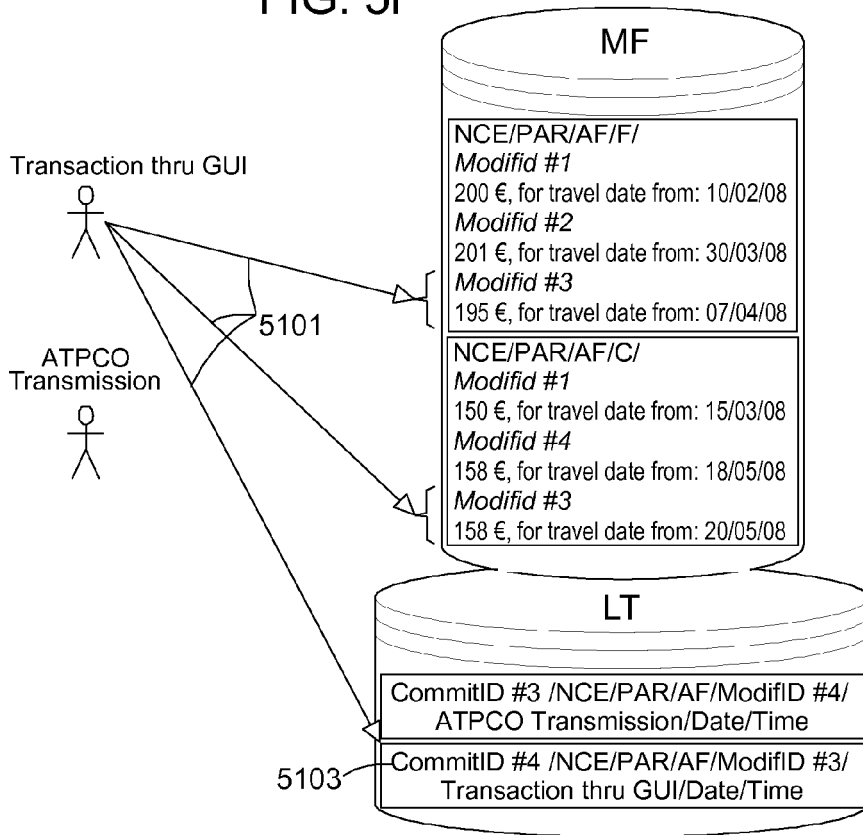 MF
NCE/PAR/AF/F/
Modifid #1
200 €, for travel date from: 10/02/08
Modifid #2
201 €, for travel date from: 30/03/08
Modifid #3
195 €, for travel date from: 07/04/08
NCE/PAR/AF/C/
Modifid #1
150 €, for travel date from: 15/03/08
Modifid #4
158 €, for travel date from: 18/05/08
Modifid #3
158 €, for travel date from: 20/05/08
Transaction thru GUI
5101
ATPCO
Transmission
LT
CommitID #3 /NCE/PAR/AF/ModifID #4/
ATPCO Transmission/Date/Time
5103
CommitID #4 /NCE/PAR/AF/ModifID #3/
Transaction thru GUI/Date/Time